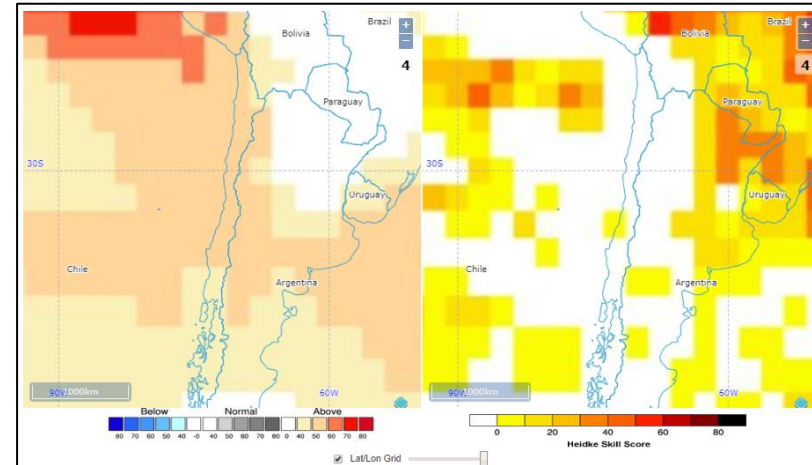 Bolivia
Brazil
+
−
4
Paraguay
30S
Uruguay
Chile
Argentina
1000km
90W
60W
Below Normal Above
80 70 60 50 40 -0 40 50 60 70 80 0 40 50 60 70 80
Bolivia
Brazil
+
−
4
Paraguay
30S
Uruguay
Chile
Argentina
1000km
90W
60W
0 20 40 60 80
Heidke Skill Score
Lat/Lon Grid